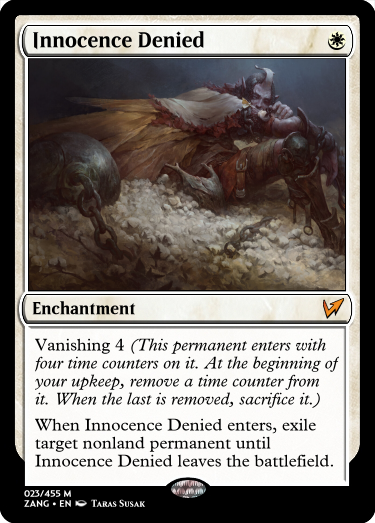 Innocence Denied
Enchantment
Vanishing 4 (This permanent enters with
four time counters on it. At the beginning of
your upkeep, remove a time counter from
it. When the last is removed, sacrifice it.)
When Innocence Denied enters, exile
target nonland permanent until
Innocence Denied leaves the battlefield.
023/455 M
ZANG • EN Taras Susak